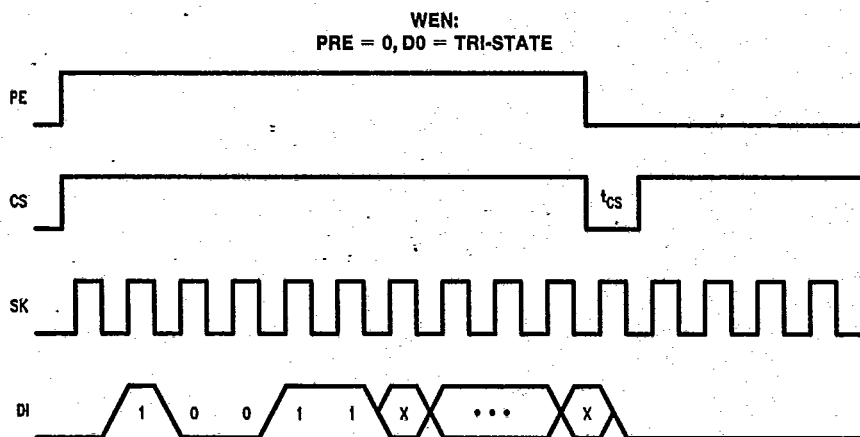 WEN:
PRE = 0, D0 = TRI-STATE
PE
CS
tCS
SK
DI
1 0 0 1 1 X • • • X